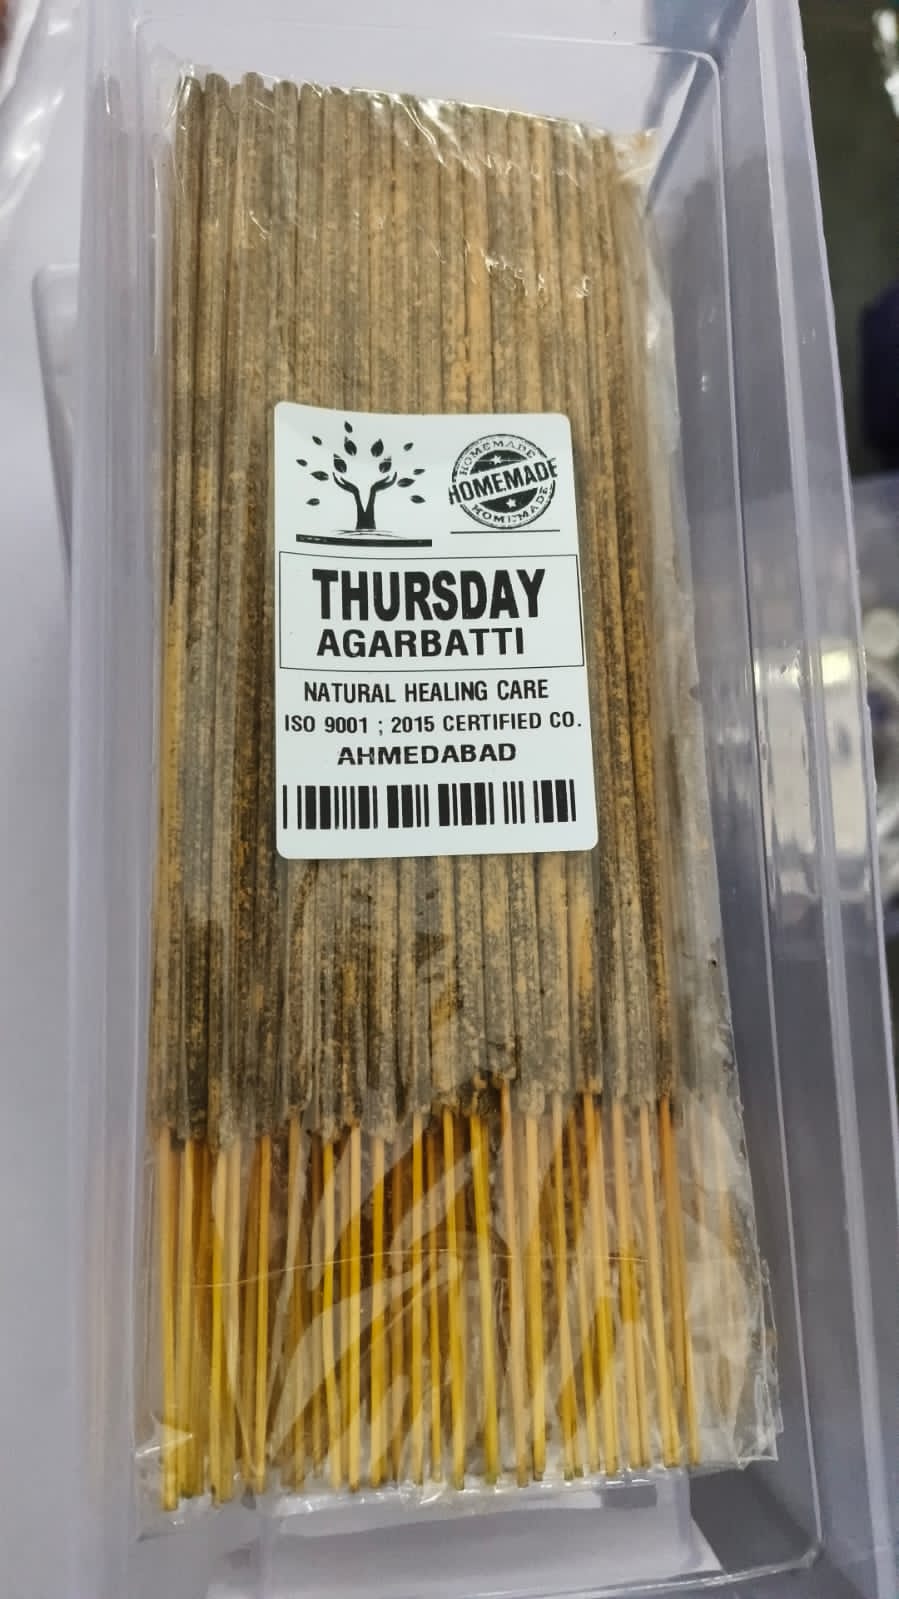 HOMEMADE
HOMEMADE
HOMEMADE
THURSDAY
AGARBATTI
NATURAL HEALING CARE
ISO 9001 ; 2015 CERTIFIED CO.
AHMEDABAD